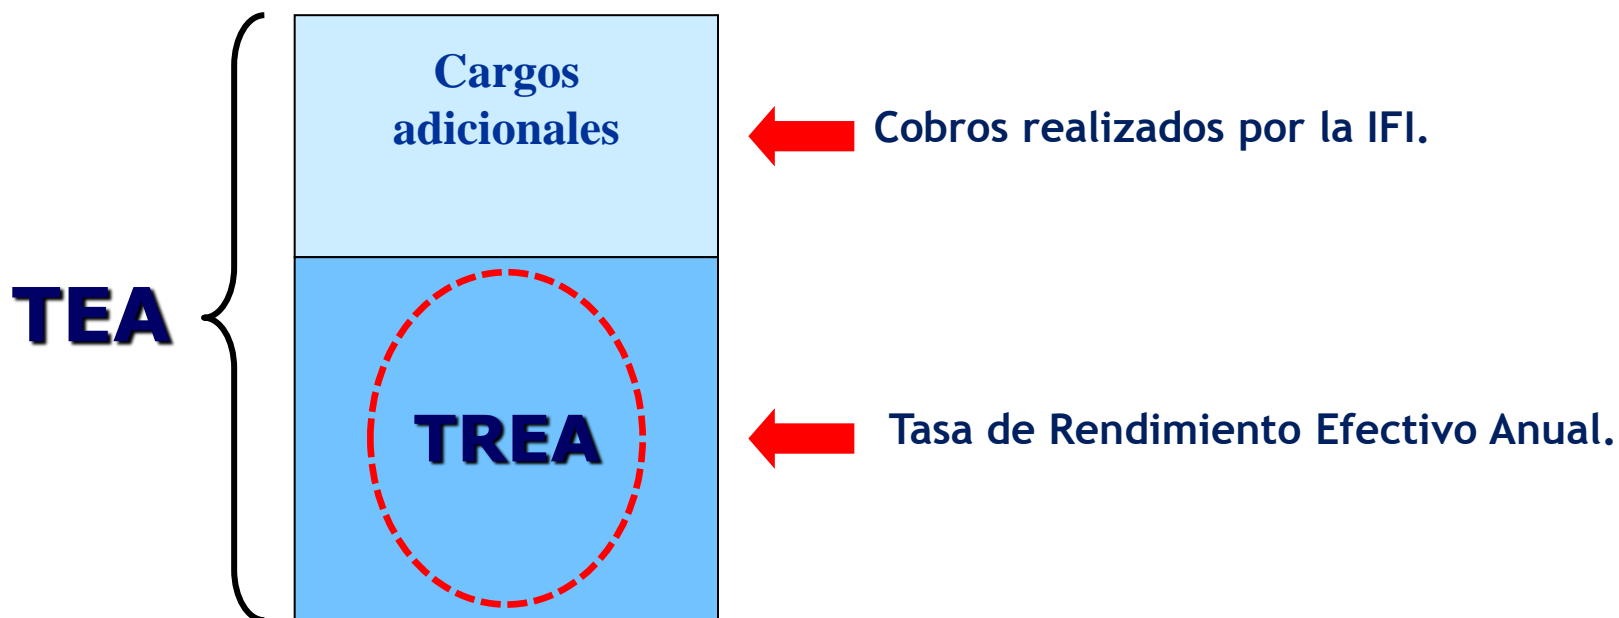 Cargos
adicionales
Cobros realizados por la IFI.
TEA
TREA
Tasa de Rendimiento Efectivo Anual.